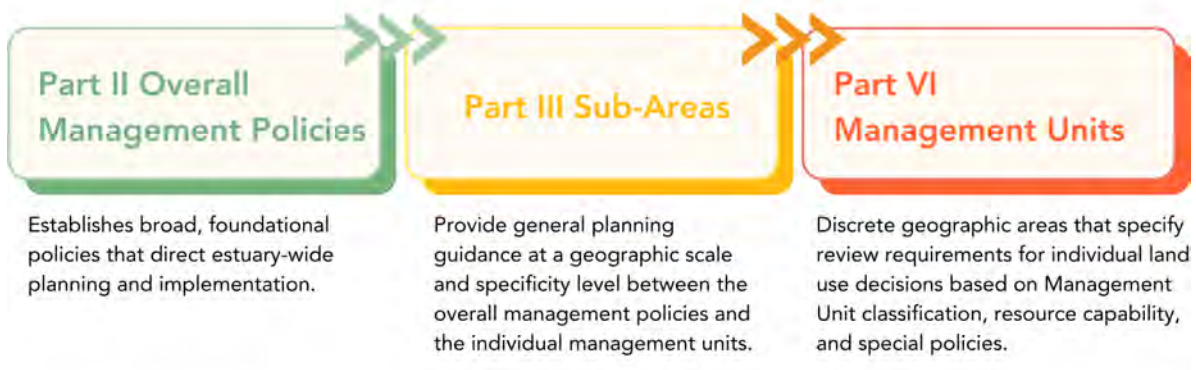 Part II Overall
Management Policies
Establishes broad, foundational
policies that direct estuary-wide
planning and implementation.
Part III Sub-Areas
Provide general planning
guidance at a geographic scale
and specificity level between the
overall management policies and
the individual management units.
Part VI
Management Units
Discrete geographic areas that specify
review requirements for individual land
use decisions based on Management
Unit classification, resource capability,
and special policies.